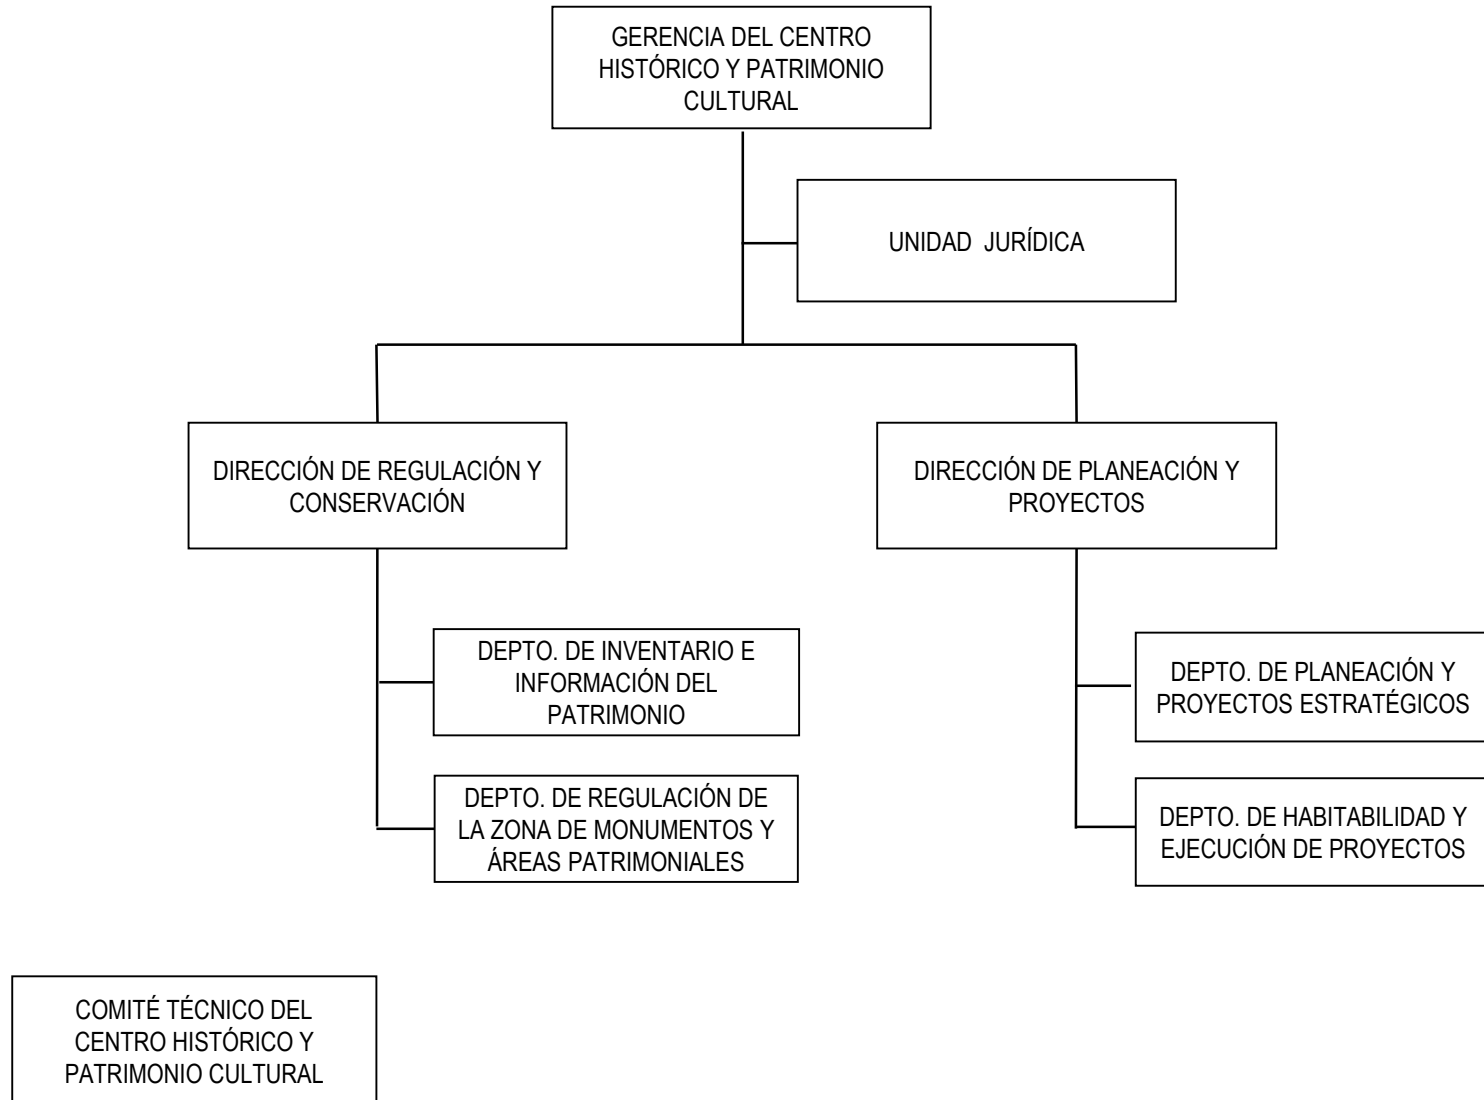 GERENCIA DEL CENTRO
HISTÓRICO Y PATRIMONIO
CULTURAL
UNIDAD JURÍDICA
DIRECCIÓN DE REGULACIÓN Y
CONSERVACIÓN
DIRECCIÓN DE PLANEACIÓN Y
PROYECTOS
DEPTO. DE INVENTARIO E
INFORMACIÓN DEL
PATRIMONIO
DEPTO. DE REGULACIÓN DE
LA ZONA DE MONUMENTOS Y
ÁREAS PATRIMONIALES
DEPTO. DE PLANEACIÓN Y
PROYECTOS ESTRATÉGICOS
DEPTO. DE HABITABILIDAD Y
EJECUCIÓN DE PROYECTOS
COMITÉ TÉCNICO DEL
CENTRO HISTÓRICO Y
PATRIMONIO CULTURAL